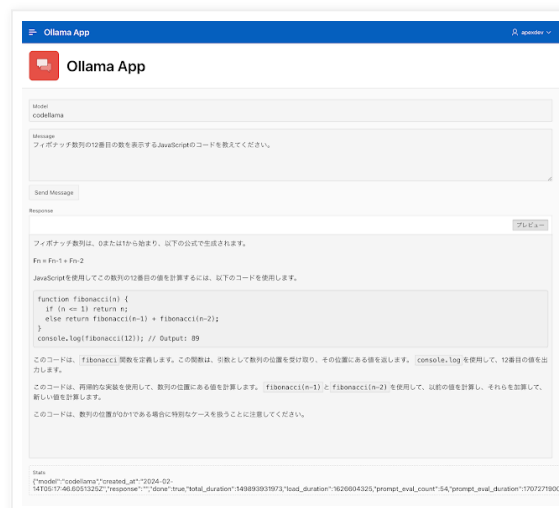 Ollama App
apexdev
Ollama App
Model
codellama
Message
フィボナッチ数列の12番目の数を表示するJavaScriptのコードを教えてください。
Send Message
Response
プレビュー
フィボナッチ数列は、0または1から始まり、以下の公式で生成されます。
Fn = Fn-1 + Fn-2
JavaScriptを使用してこの数列の12番目の値を計算するには、以下のコードを使用します。
function fibonacci(n) {
if (n <= 1) return n;
else return fibonacci(n-1) + fibonacci(n-2);
}
console.log(fibonacci(12)); // Output: 89
このコードは、 fibonacci 関数を定義します。この関数は、引数として数列の位置を受け取り、その位置にある値を返します。 console.log を使用して、12番目の値を出
力します。
このコードは、再帰的な実装を使用して、数列の位置にある値を計算します。 fibonacci(n-1) と fibonacci(n-2) を使用して、以前の値を計算し、それらを加算して、
新しい値を計算します。
このコードは、数列の位置が0か1である場合に特別なケースを扱うことに注意してください。
Stats
{"model":"codellama","created_at":"2024-02-
14T05:17:46.6051325Z","response":"","done":true,"total_duration":149893931973,"load_duration":1626604325,"prompt_eval_count":54,"prompt_eval_duration":1707271900